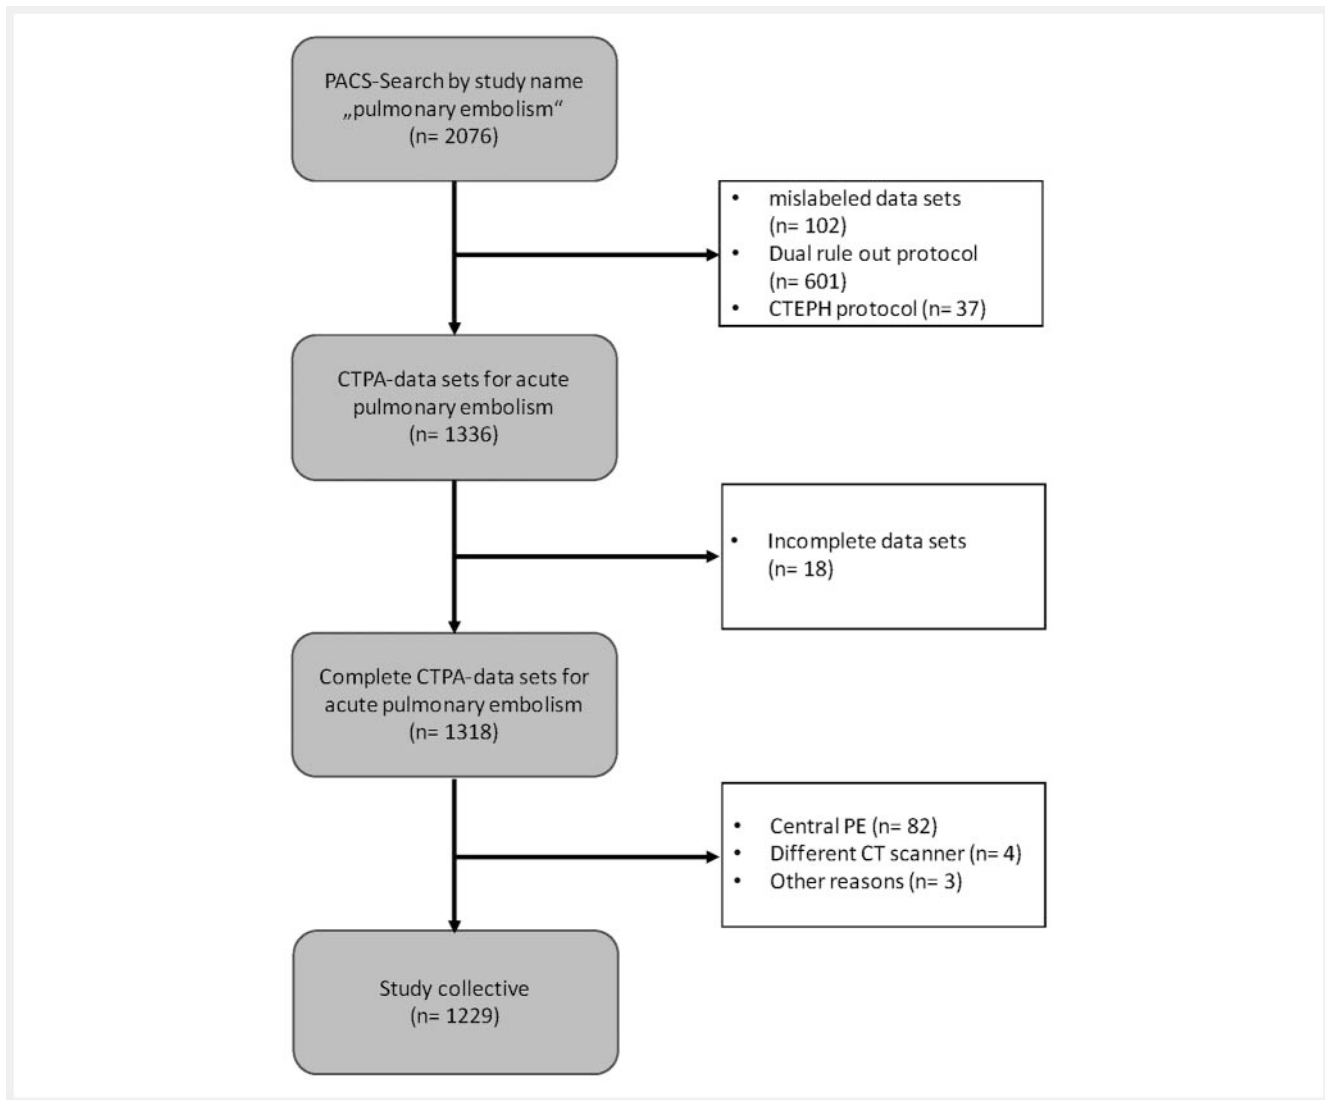 PACS-Search by study name
„pulmonary embolism“
(n= 2076)
• mislabeled data sets
(n= 102)
• Dual rule out protocol
(n= 601)
• CTEPH protocol (n= 37)
CTPA-data sets for acute
pulmonary embolism
(n= 1336)
• Incomplete data sets
(n= 18)
Complete CTPA-data sets for
acute pulmonary embolism
(n= 1318)
• Central PE (n= 82)
• Different CT scanner (n= 4)
• Other reasons (n= 3)
Study collective
(n= 1229)